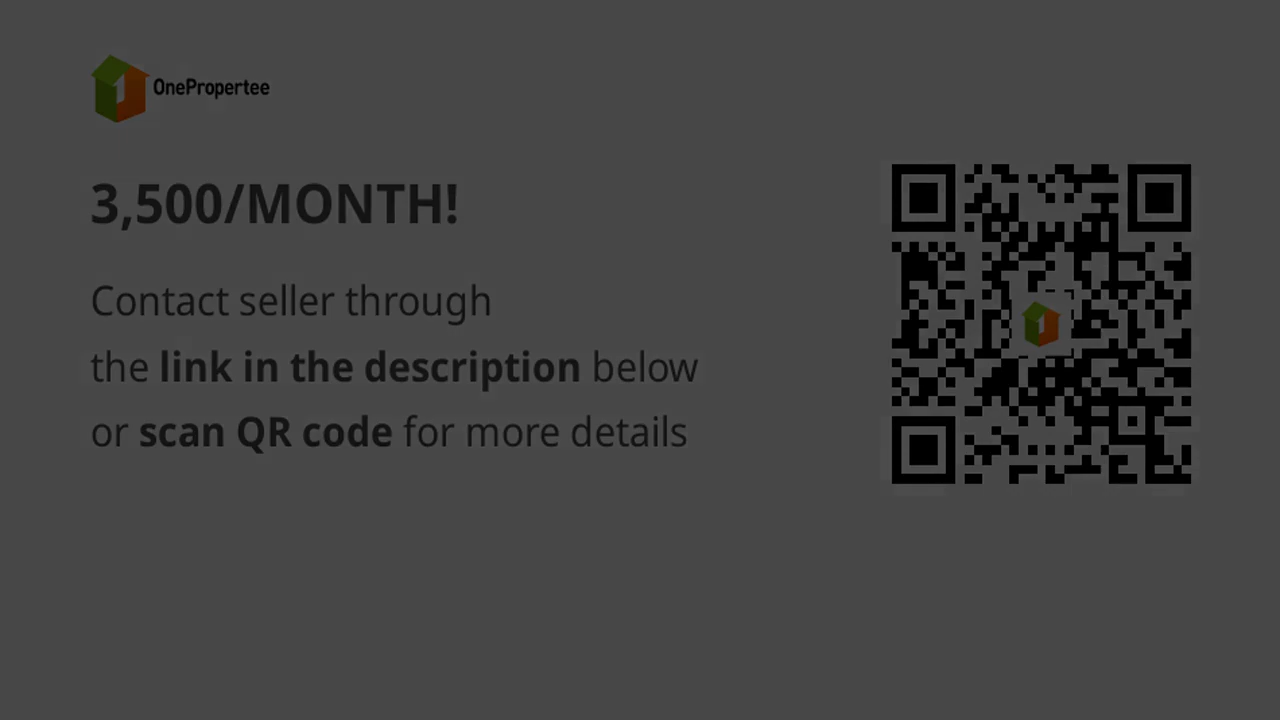 OnePropertee
3,500/MONTH!
Contact seller through
the link in the description below
or scan QR code for more details